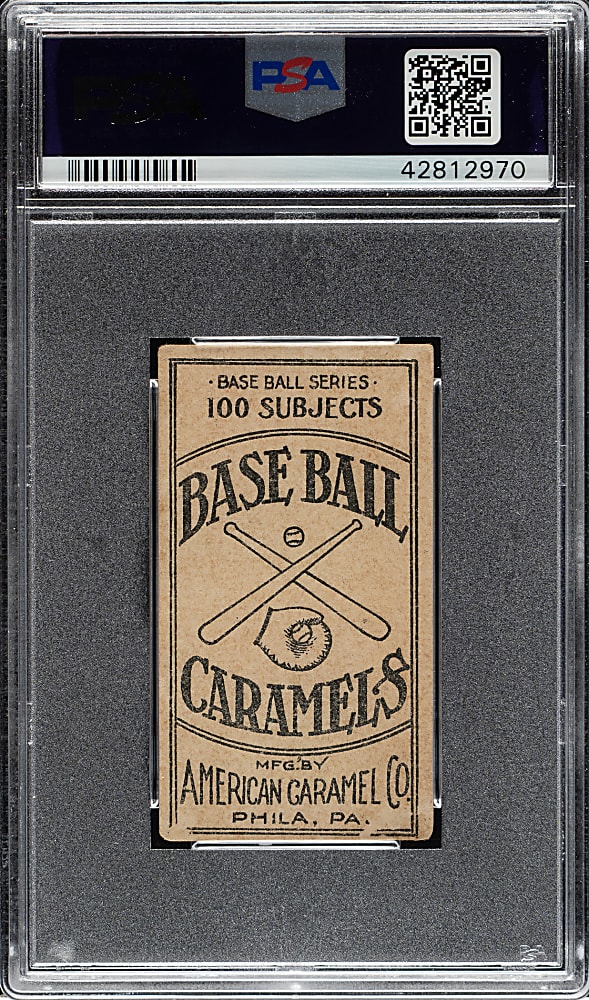 PSA
42812970
· BASE BALL SERIES ·
100 SUBJECTS
BASE BALL
CARAMELS
MFG. BY
AMERICAN CARAMEL CO.
PHILA., PA.